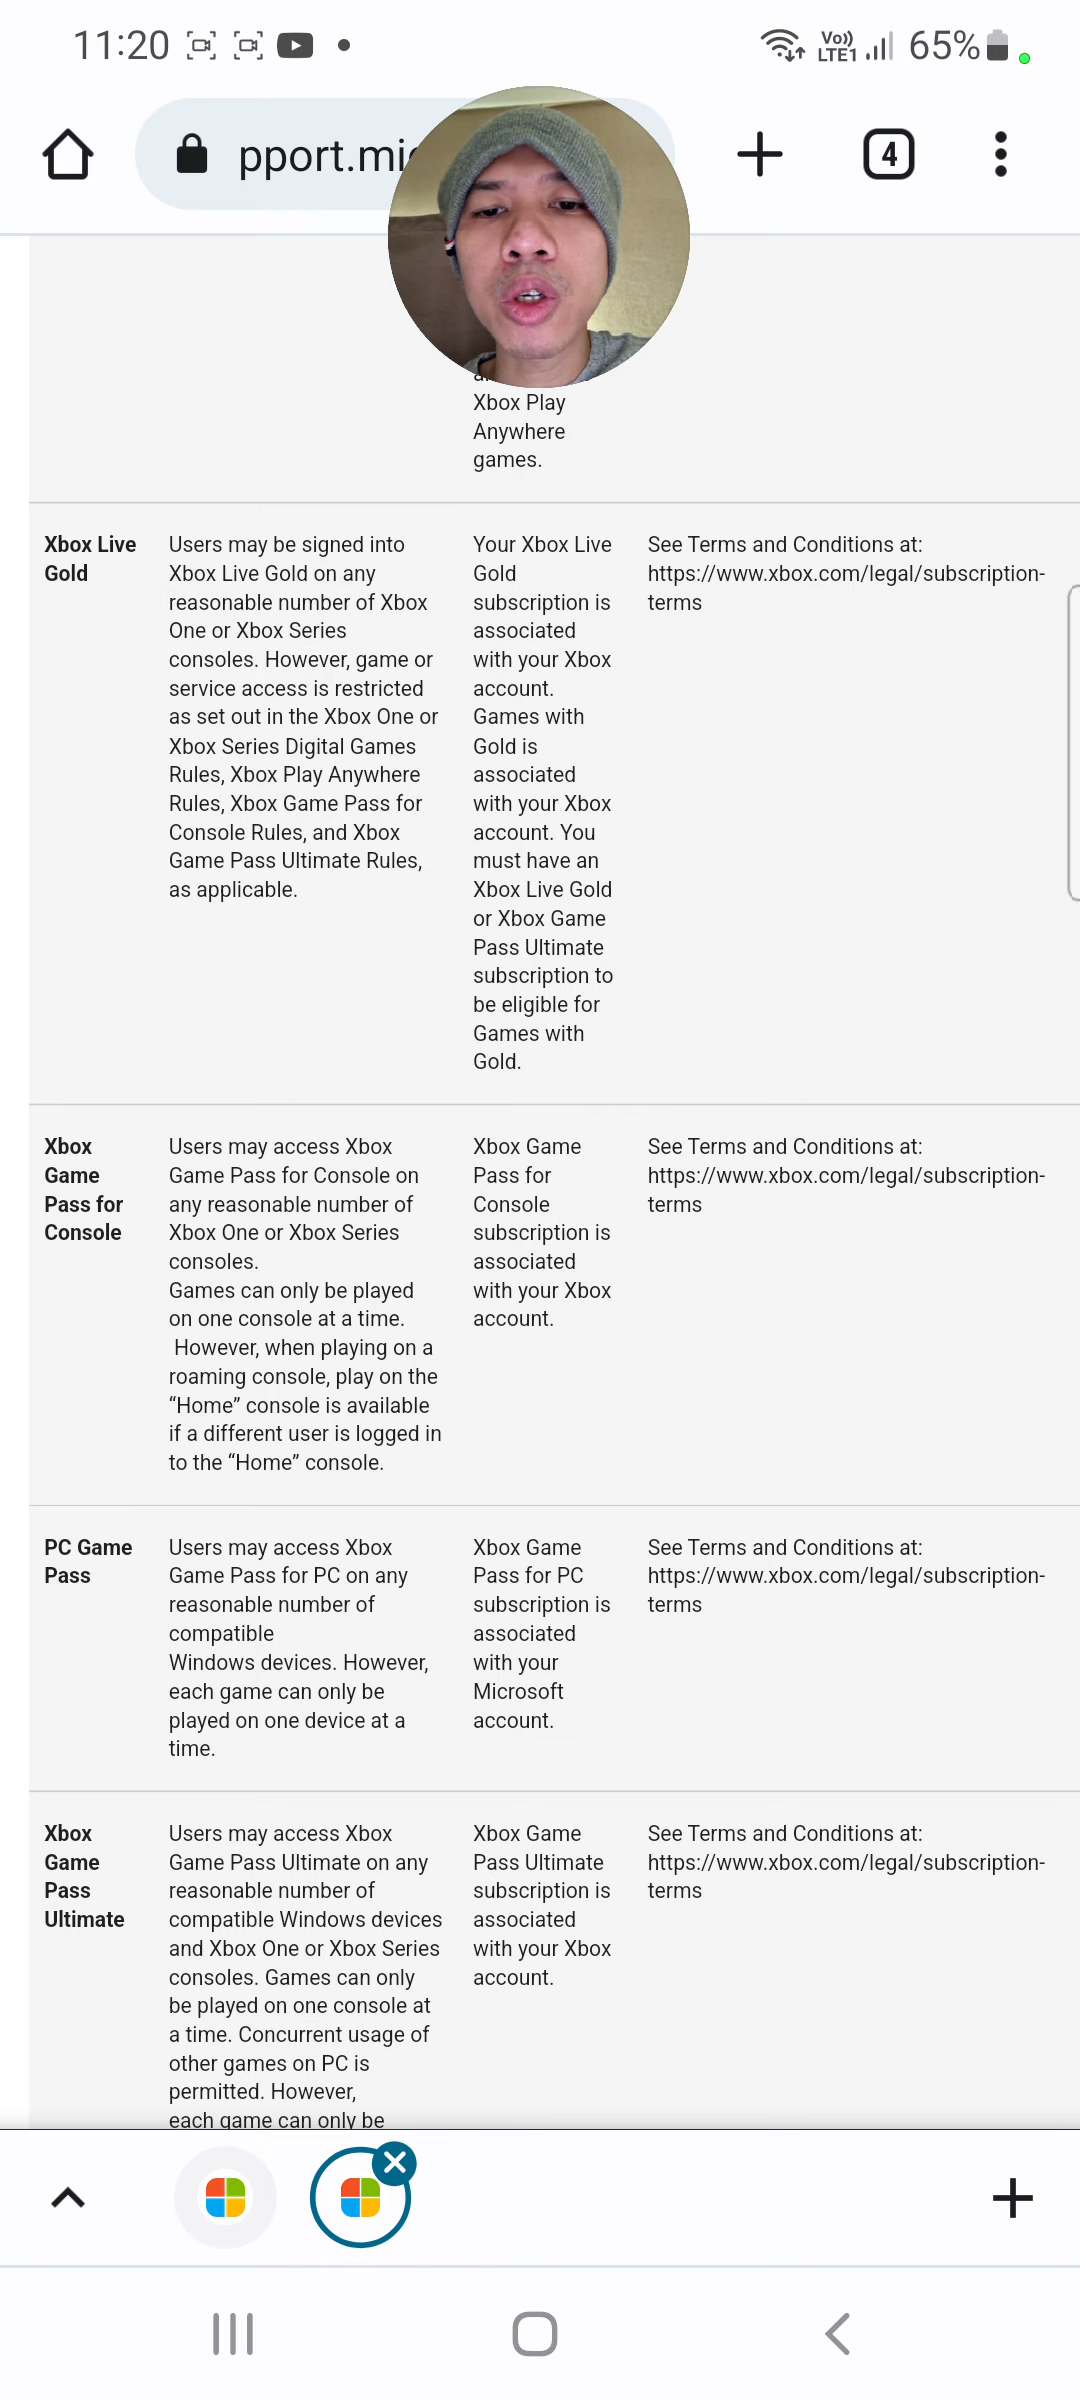 11:20
Vo))
LTE1
65%
pport.mic
4
Xbox Play
Anywhere
games.
Xbox Live
Gold
Users may be signed into
Xbox Live Gold on any
reasonable number of Xbox
One or Xbox Series
consoles. However, game or
service access is restricted
as set out in the Xbox One or
Xbox Series Digital Games
Rules, Xbox Play Anywhere
Rules, Xbox Game Pass for
Console Rules, and Xbox
Game Pass Ultimate Rules,
as applicable.
Your Xbox Live
Gold
subscription is
associated
with your Xbox
account.
Games with
Gold is
associated
with your Xbox
account. You
must have an
Xbox Live Gold
or Xbox Game
Pass Ultimate
subscription to
be eligible for
Games with
Gold.
See Terms and Conditions at:
https://www.xbox.com/legal/subscription-
terms
Xbox
Game
Pass for
Console
Users may access Xbox
Game Pass for Console on
any reasonable number of
Xbox One or Xbox Series
consoles.
Games can only be played
on one console at a time.
However, when playing on a
roaming console, play on the
“Home” console is available
if a different user is logged in
to the “Home” console.
Xbox Game
Pass for
Console
subscription is
associated
with your Xbox
account.
See Terms and Conditions at:
https://www.xbox.com/legal/subscription-
terms
PC Game
Pass
Users may access Xbox
Game Pass for PC on any
reasonable number of
compatible
Windows devices. However,
each game can only be
played on one device at a
time.
Xbox Game
Pass for PC
subscription is
associated
with your
Microsoft
account.
See Terms and Conditions at:
https://www.xbox.com/legal/subscription-
terms
Xbox
Game
Pass
Ultimate
Users may access Xbox
Game Pass Ultimate on any
reasonable number of
compatible Windows devices
and Xbox One or Xbox Series
consoles. Games can only
be played on one console at
a time. Concurrent usage of
other games on PC is
permitted. However,
each game can only be
Xbox Game
Pass Ultimate
subscription is
associated
with your Xbox
account.
See Terms and Conditions at:
https://www.xbox.com/legal/subscription-
terms